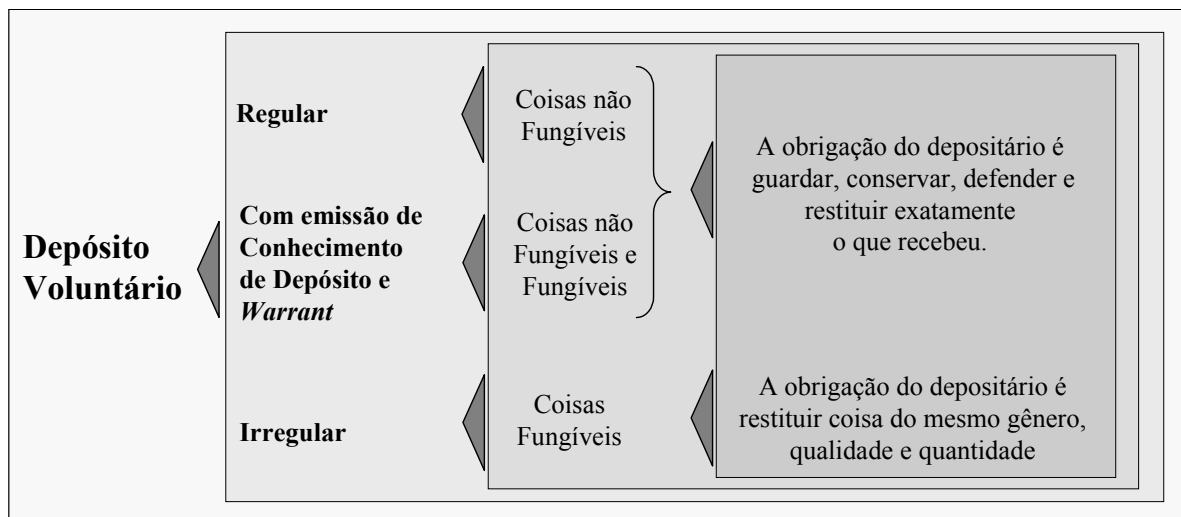 Depósito
Voluntário
Regular
Coisas não
Fungíveis
Com emissão de
Conhecimento
de Depósito e
Warrant
Coisas não
Fungíveis e
Fungíveis
A obrigação do depositário é
guardar, conservar, defender e
restituir exatamente
o que recebeu.
Irregular
Coisas
Fungíveis
A obrigação do depositário é
restituir coisa do mesmo gênero,
qualidade e quantidade